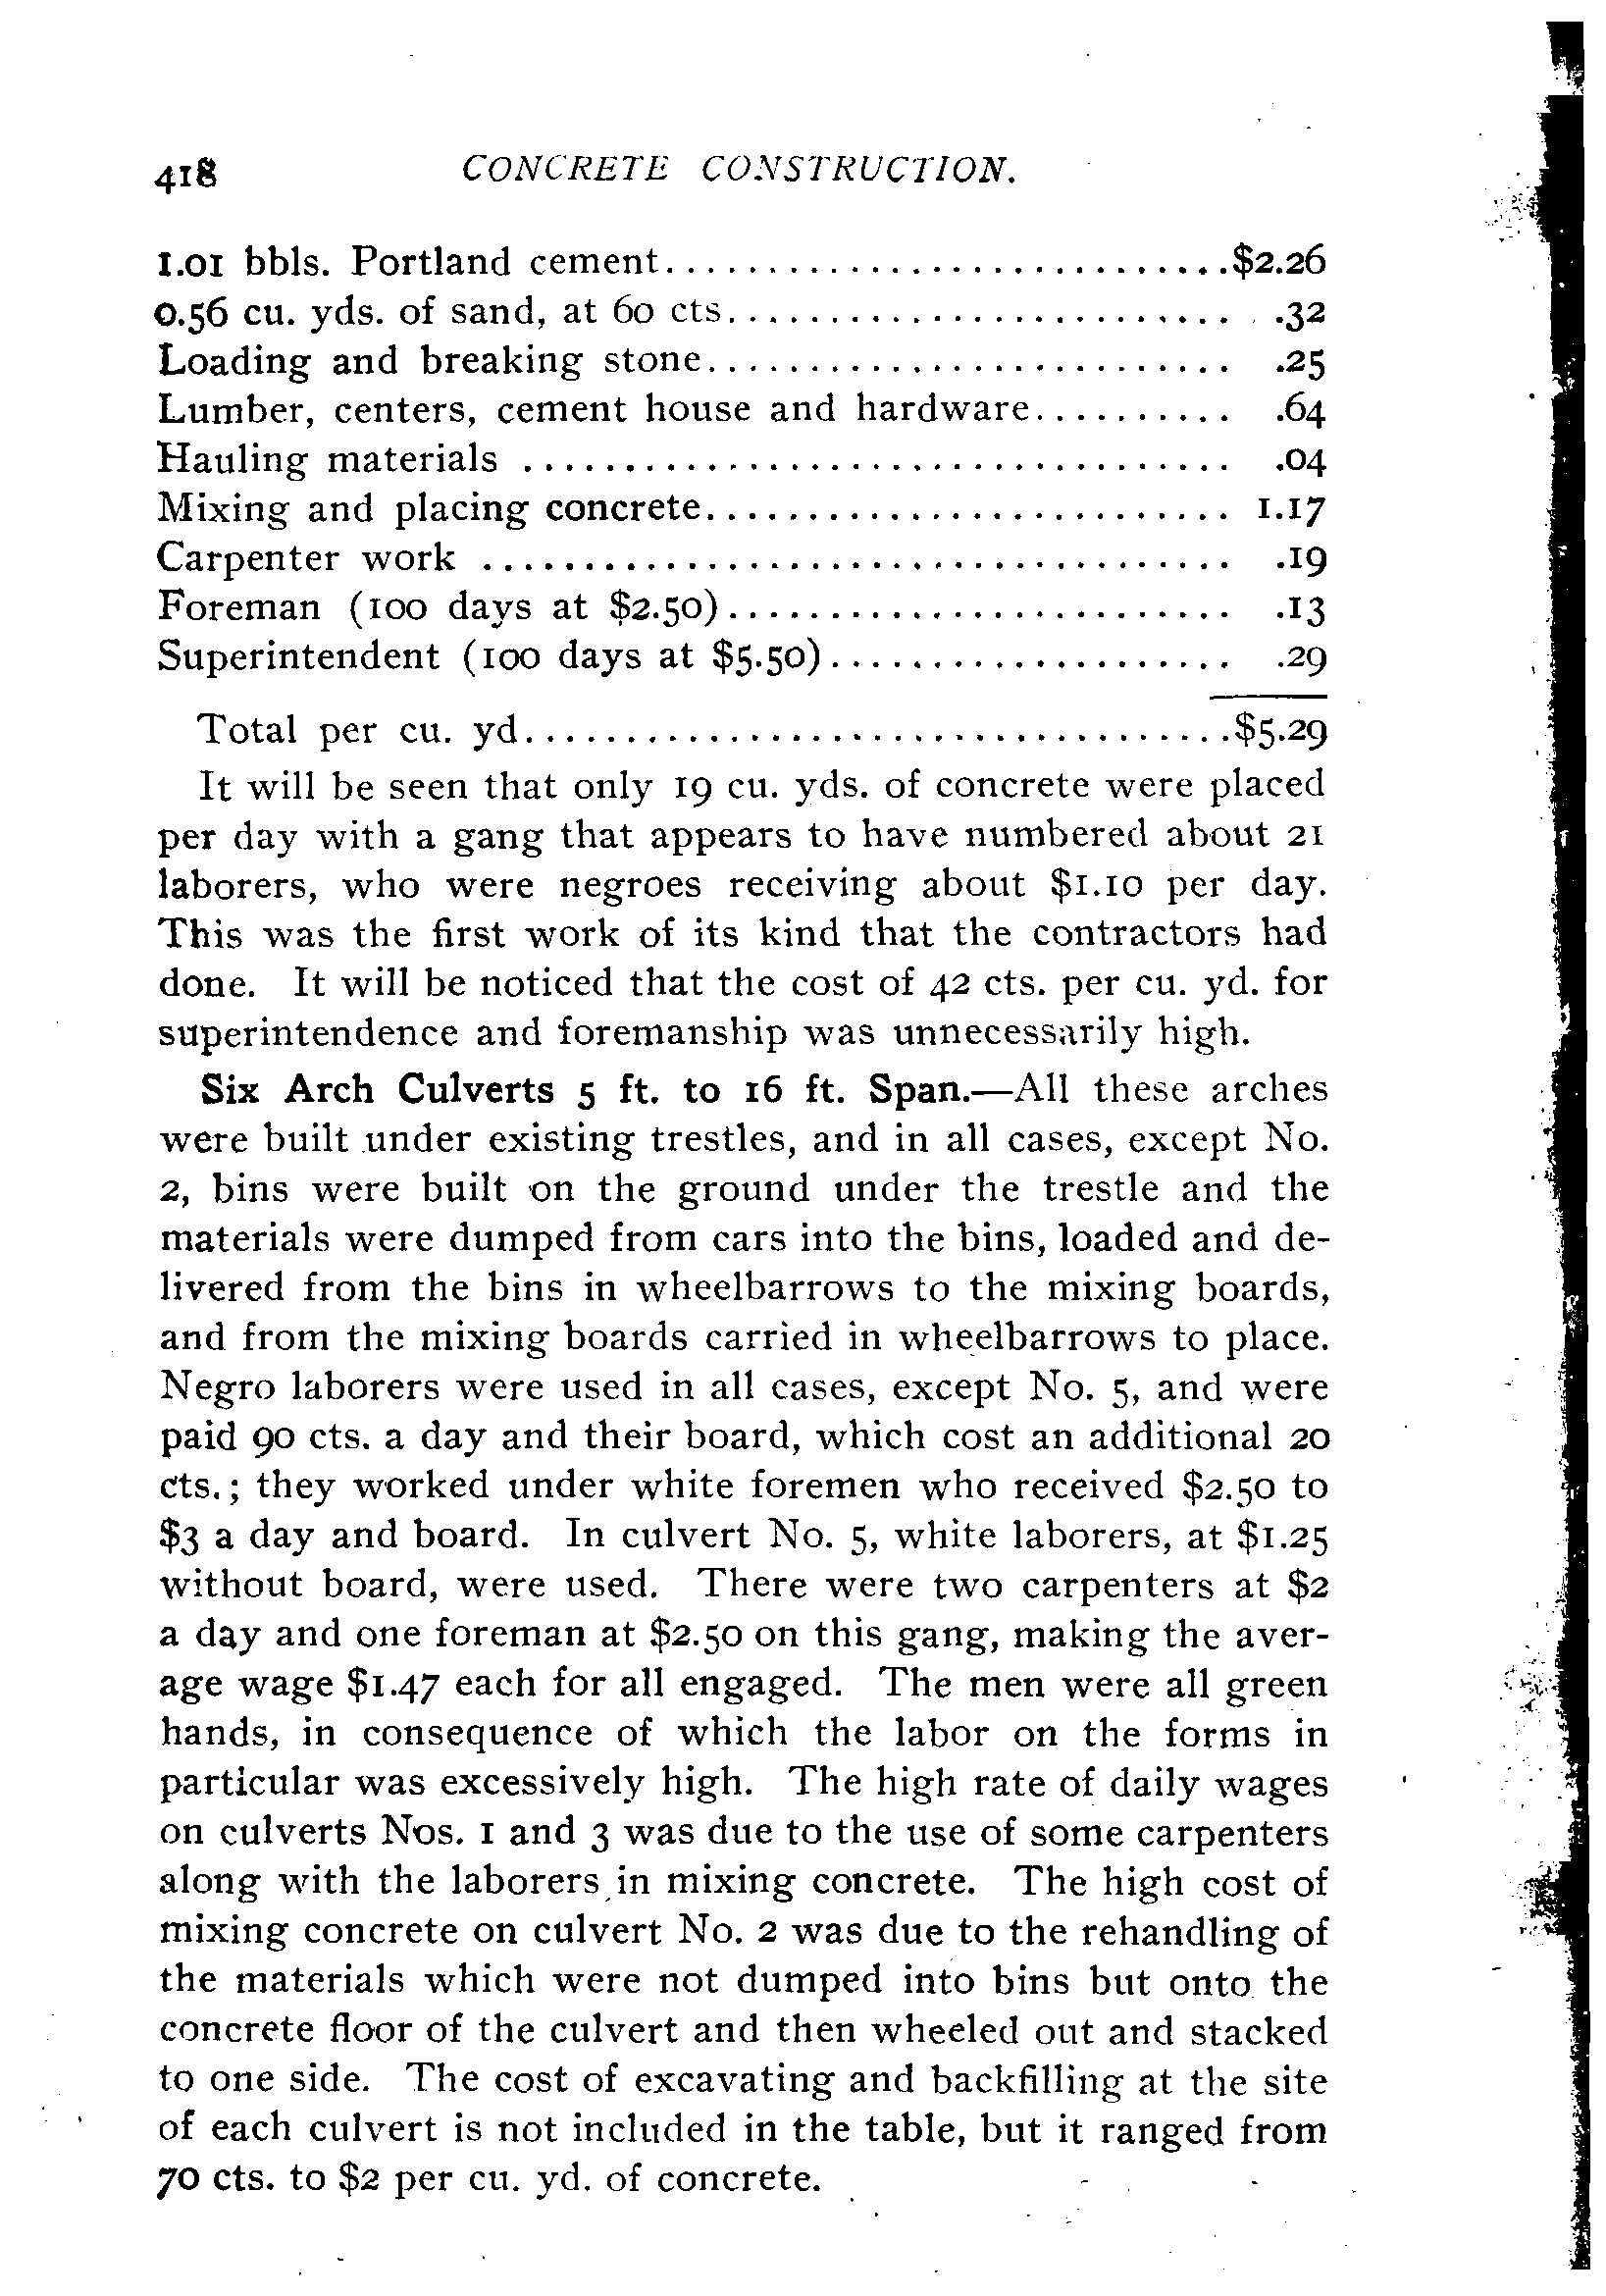 418 CONCRETE CONSTRUCTION.
1.01 bbls. Portland cement............................$2.26
0.56 cu. yds. of sand, at 60 cts......................... .32
Loading and breaking stone.......................... .25
Lumber, centers, cement house and hardware.......... .64
Hauling materials ................................... .04
Mixing and placing concrete.......................... 1.17
Carpenter work ..................................... .19
Foreman (100 days at $2.50)......................... .13
Superintendent (100 days at $5.50).................... .29
Total per cu. yd...................................$5.29
It will be seen that only 19 cu. yds. of concrete were placed
per day with a gang that appears to have numbered about 21
laborers, who were negroes receiving about $1.10 per day.
This was the first work of its kind that the contractors had
done. It will be noticed that the cost of 42 cts. per cu. yd. for
superintendence and foremanship was unnecessarily high.
Six Arch Culverts 5 ft. to 16 ft. Span.—All these arches
were built under existing trestles, and in all cases, except No.
2, bins were built on the ground under the trestle and the
materials were dumped from cars into the bins, loaded and de-
livered from the bins in wheelbarrows to the mixing boards,
and from the mixing boards carried in wheelbarrows to place.
Negro laborers were used in all cases, except No. 5, and were
paid 90 cts. a day and their board, which cost an additional 20
cts.; they worked under white foremen who received $2.50 to
$3 a day and board. In culvert No. 5, white laborers, at $1.25
without board, were used. There were two carpenters at $2
a day and one foreman at $2.50 on this gang, making the aver-
age wage $1.47 each for all engaged. The men were all green
hands, in consequence of which the labor on the forms in
particular was excessively high. The high rate of daily wages
on culverts Nos. 1 and 3 was due to the use of some carpenters
along with the laborers in mixing concrete. The high cost of
mixing concrete on culvert No. 2 was due to the rehandling of
the materials which were not dumped into bins but onto the
concrete floor of the culvert and then wheeled out and stacked
to one side. The cost of excavating and backfilling at the site
of each culvert is not included in the table, but it ranged from
70 cts. to $2 per cu. yd. of concrete.